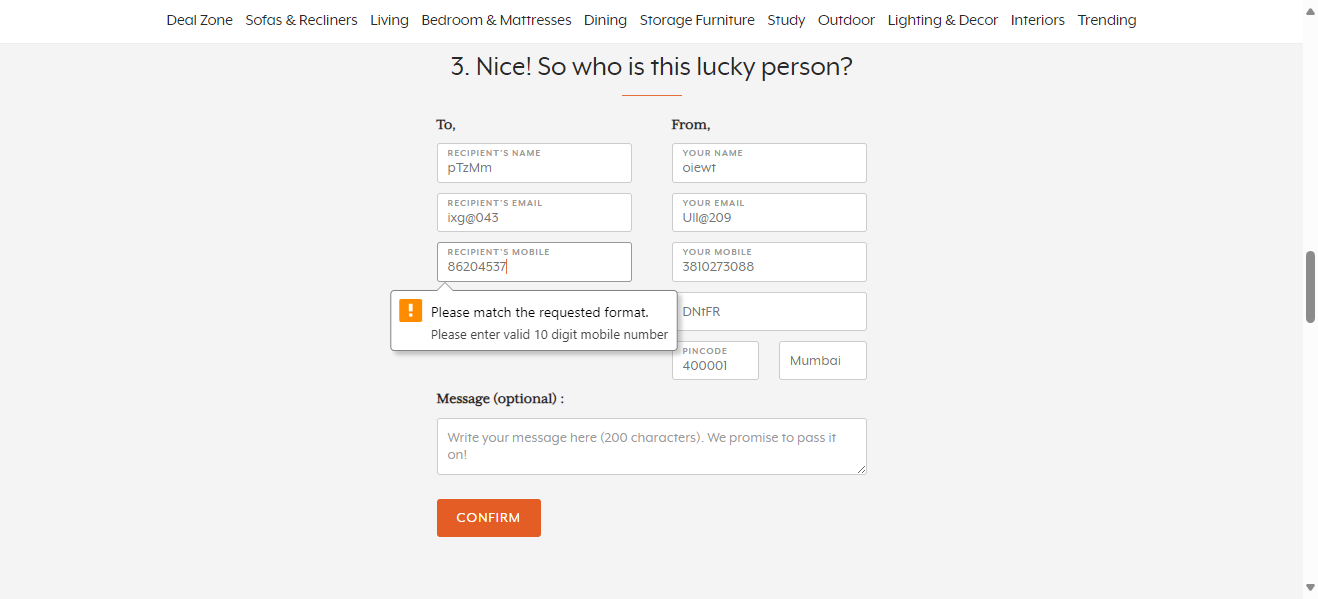 Deal Zone Sofas & Recliners Living Bedroom & Mattresses Dining Storage Furniture Study Outdoor Lighting & Decor Interiors Trending
3. Nice! So who is this lucky person?
To,
RECIPIENT'S NAME
pTzMm
RECIPIENT'S EMAIL
ixg@043
RECIPIENT'S MOBILE
86204537
Please match the requested format.
Please enter valid 10 digit mobile number
From,
YOUR NAME
oiewt
YOUR EMAIL
Ull@209
YOUR MOBILE
3810273088
DNtFR
PINCODE
400001
Mumbai
Message (optional) :
Write your message here (200 characters). We promise to pass it
on!
CONFIRM